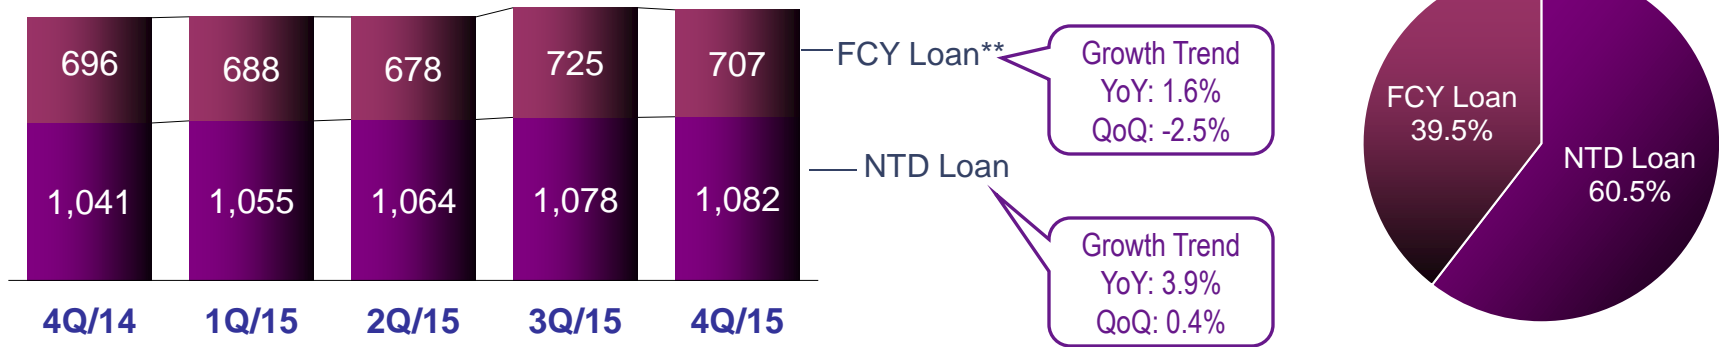 696
688
678
725
707
FCY Loan**
Growth Trend
YoY: 1.6%
QoQ: -2.5%
1,041
1,055
1,064
1,078
1,082
NTD Loan
Growth Trend
YoY: 3.9%
QoQ: 0.4%
4Q/14
1Q/15
2Q/15
3Q/15
4Q/15
FCY Loan
39.5%
NTD Loan
60.5%